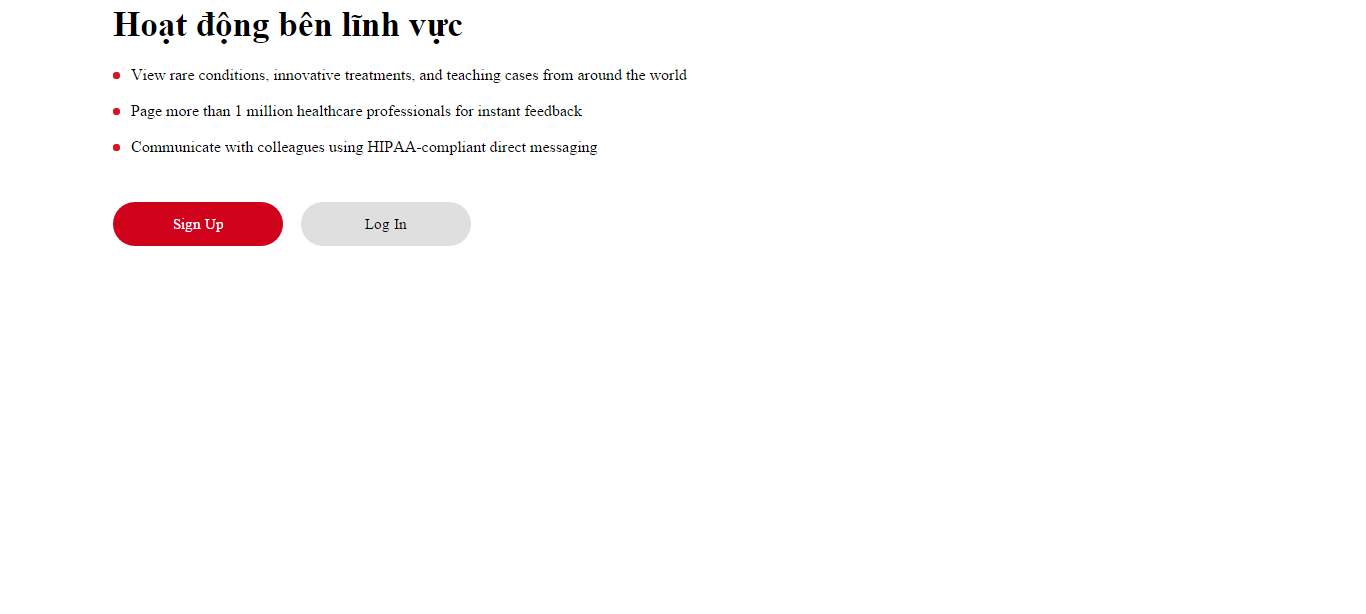 Hoạt động bên lĩnh vực
View rare conditions, innovative treatments, and teaching cases from around the world
Page more than 1 million healthcare professionals for instant feedback
Communicate with colleagues using HIPAA-compliant direct messaging
Sign Up
Log In